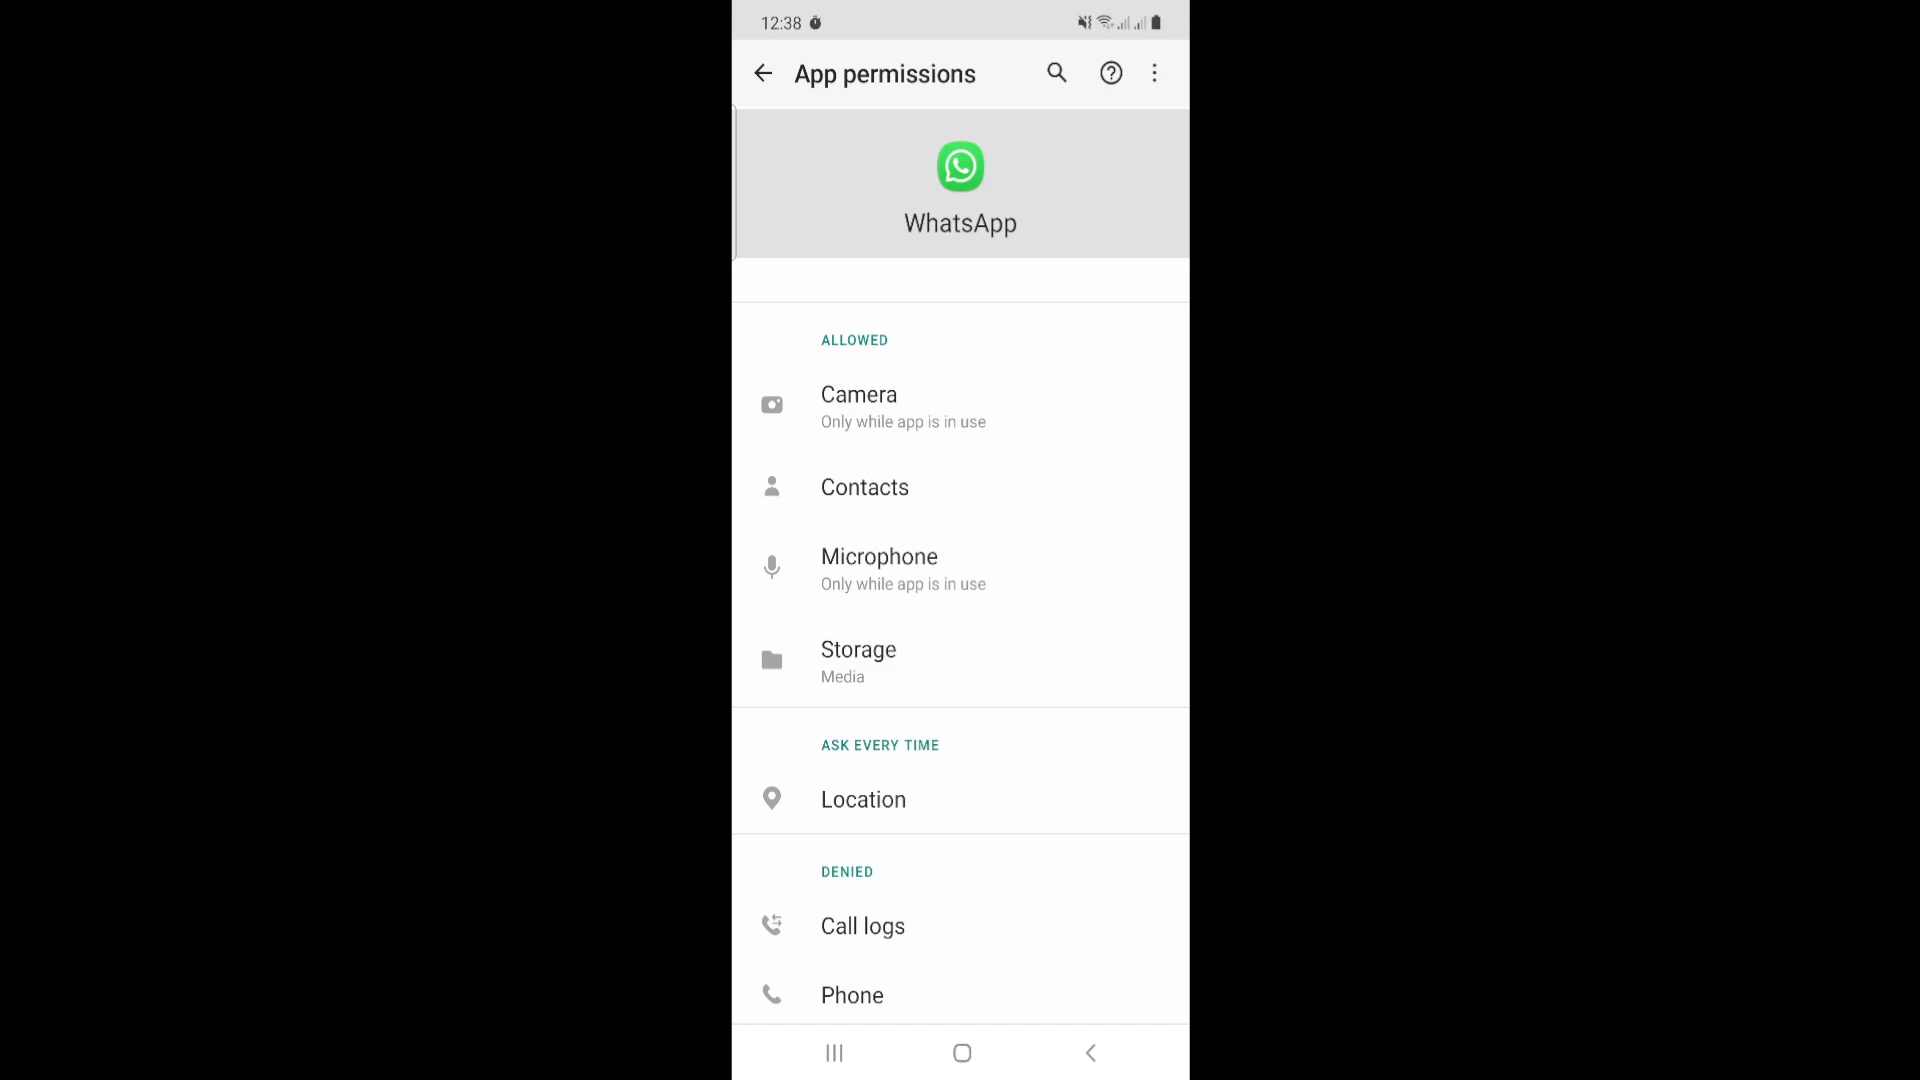 12:38
App permissions
WhatsApp
ALLOWED
Camera
Only while app is in use
Contacts
Microphone
Only while app is in use
Storage
Media
ASK EVERY TIME
Location
DENIED
Call logs
Phone